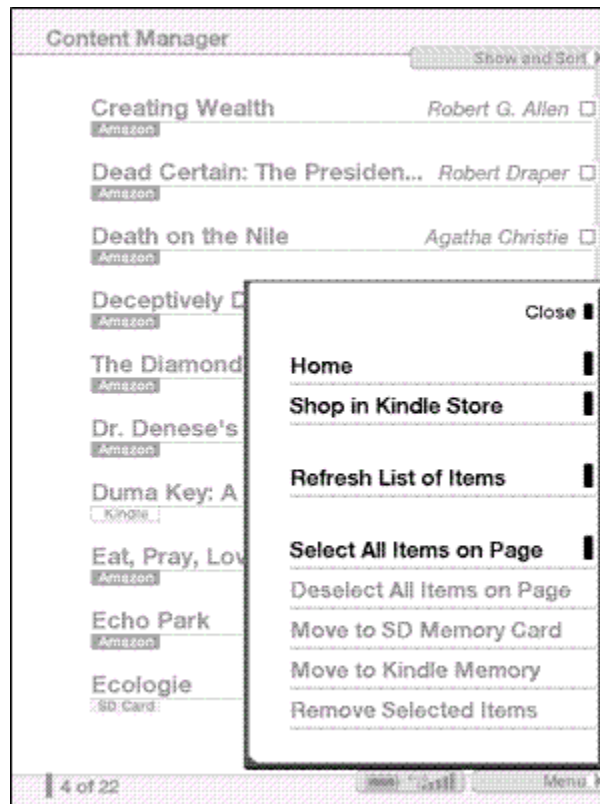 Content Manager
Show and Sort
Creating Wealth Robert G. Allen
Amazon
Dead Certain: The Presiden... Robert Draper
Amazon
Death on the Nile Agatha Christie
Amazon
Deceptively D
Amazon
The Diamond
Amazon
Dr. Denese's
Amazon
Duma Key: A
Kindle
Eat, Pray, Lov
Amazon
Echo Park
Amazon
Ecologie
SD Card
Close
Home
Shop in Kindle Store
Refresh List of Items
Select All Items on Page
Deselect All Items on Page
Move to SD Memory Card
Move to Kindle Memory
Remove Selected Items
4 of 22
Menu